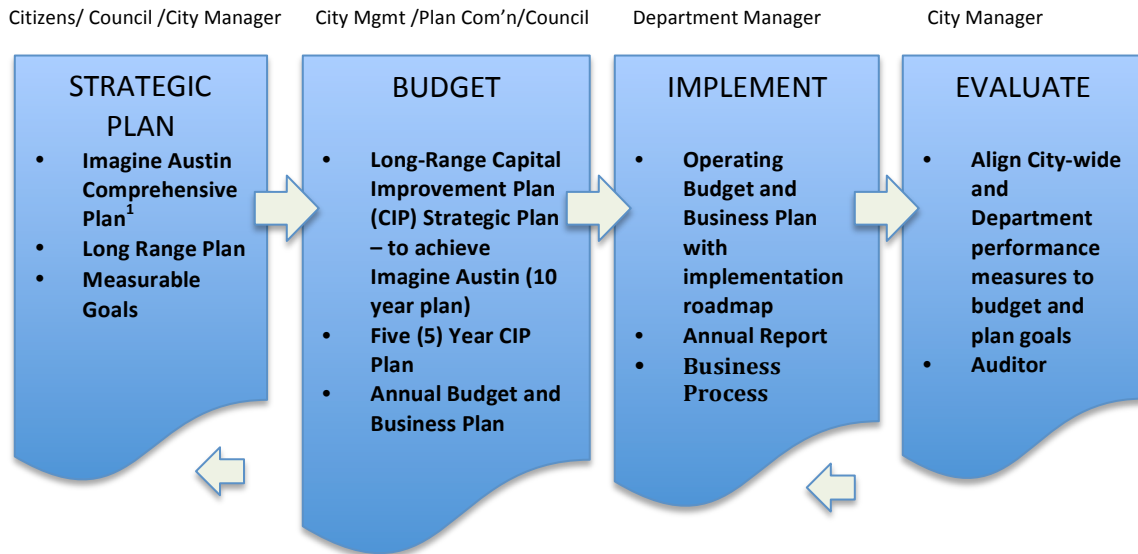 Citizens/ Council /City Manager
City Mgmt /Plan Com’n/Council
Department Manager
City Manager
STRATEGIC
PLAN
• Imagine Austin
Comprehensive
Plan1
• Long Range Plan
• Measurable
Goals
BUDGET
• Long-Range Capital
Improvement Plan
(CIP) Strategic Plan
– to achieve
Imagine Austin (10
year plan)
• Five (5) Year CIP
Plan
• Annual Budget and
Business Plan
IMPLEMENT
• Operating
Budget and
Business Plan
with
implementation
roadmap
• Annual Report
• Business
Process
EVALUATE
• Align City-wide
and
Department
performance
measures to
budget and
plan goals
• Auditor